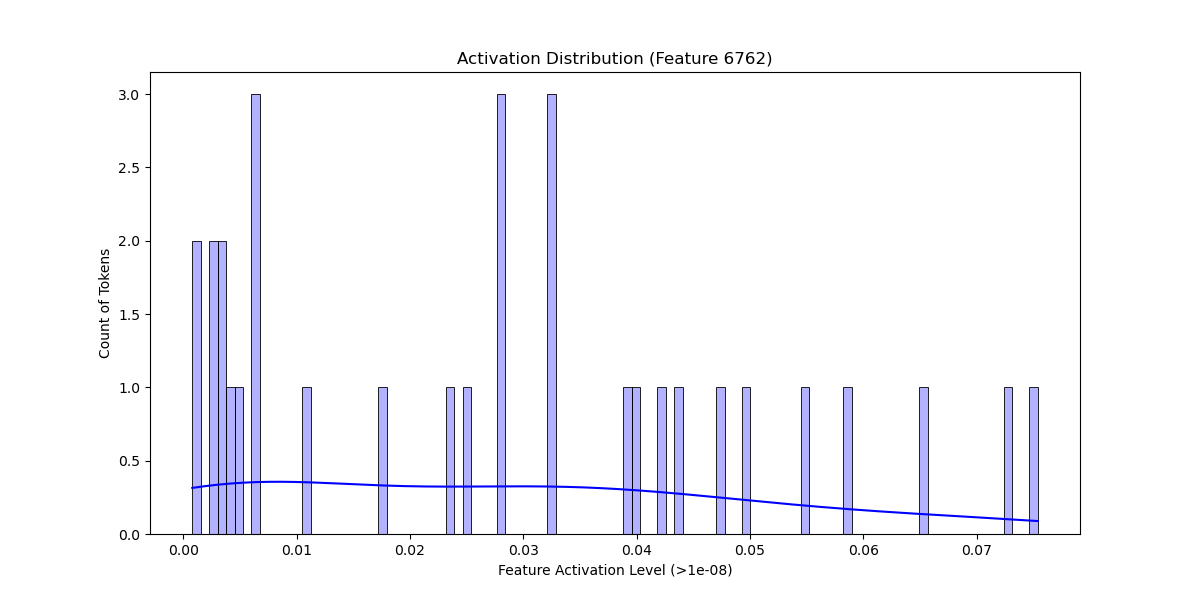 Activation Distribution (Feature 6762)
3.0
2.5
2.0
1.5
1.0
0.5
0.0
Count of Tokens
0.00 0.01 0.02 0.03 0.04 0.05 0.06 0.07
Feature Activation Level (>1e-08)